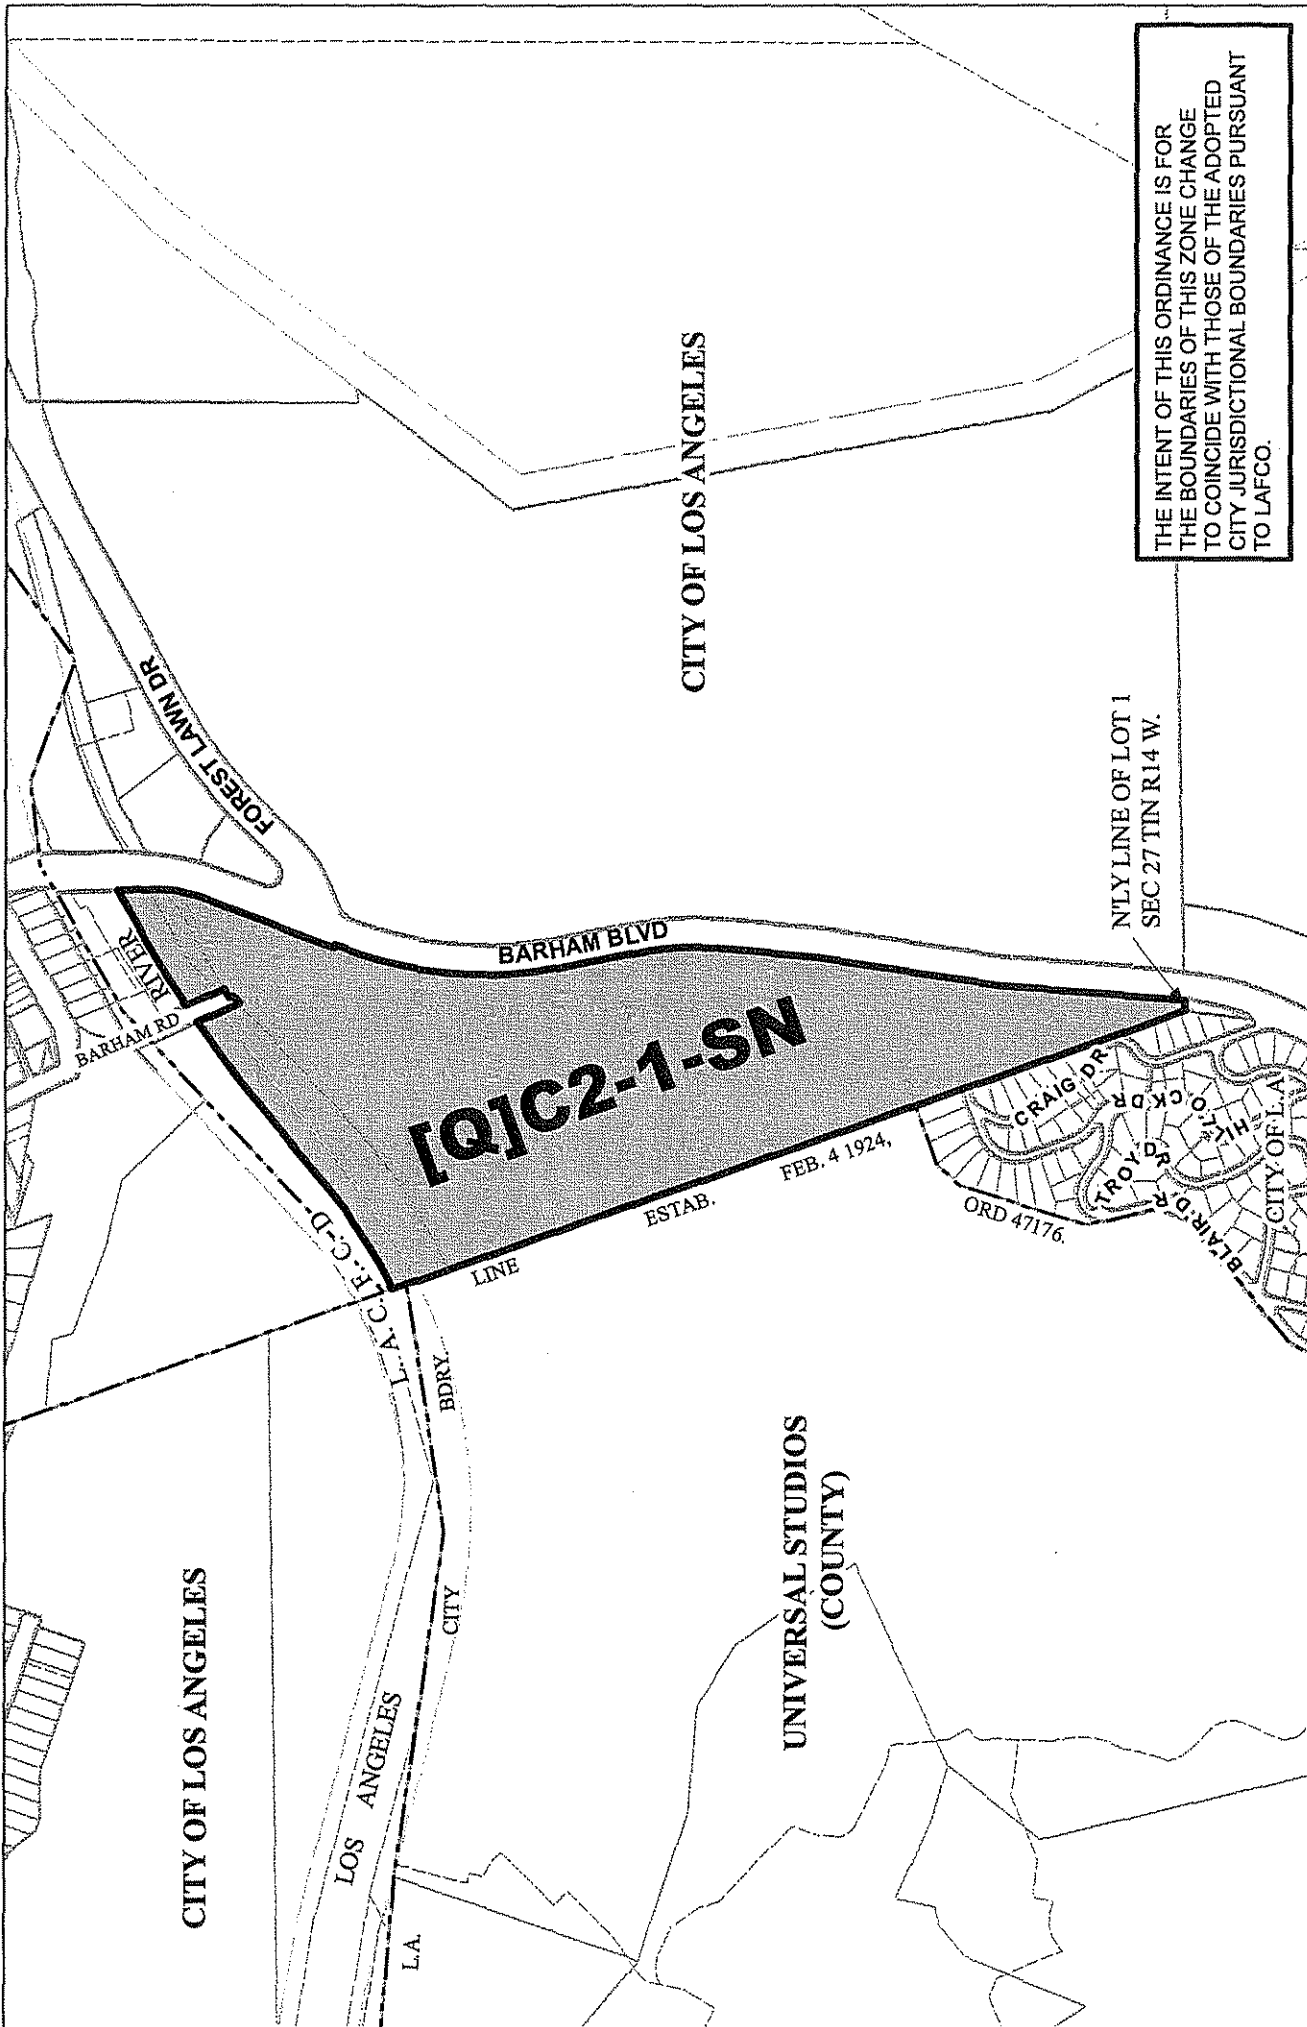 CITY OF LOS ANGELES
LOS ANGELES
L.A.
CITY
BDRY.
L. A. C. F. C. D
RIVER
BARHAM RD
FOREST LAWN DR
BARHAM BLVD
CITY OF LOS ANGELES
[Q]C2-1-SN
LINE
ESTAB.
FEB. 4 1924,
ORD 47176.
UNIVERSAL STUDIOS
(COUNTY)
CRAIG DR
TROY DR
HILLOCK DR
BLAIR DR
CITY OF L.A
N'LY LINE OF LOT 1
SEC 27 T1N R14 W.
THE INTENT OF THIS ORDINANCE IS FOR
THE BOUNDARIES OF THIS ZONE CHANGE
TO COINCIDE WITH THOSE OF THE ADOPTED
CITY JURISDICTIONAL BOUNDARIES PURSUANT
TO LAFCO.